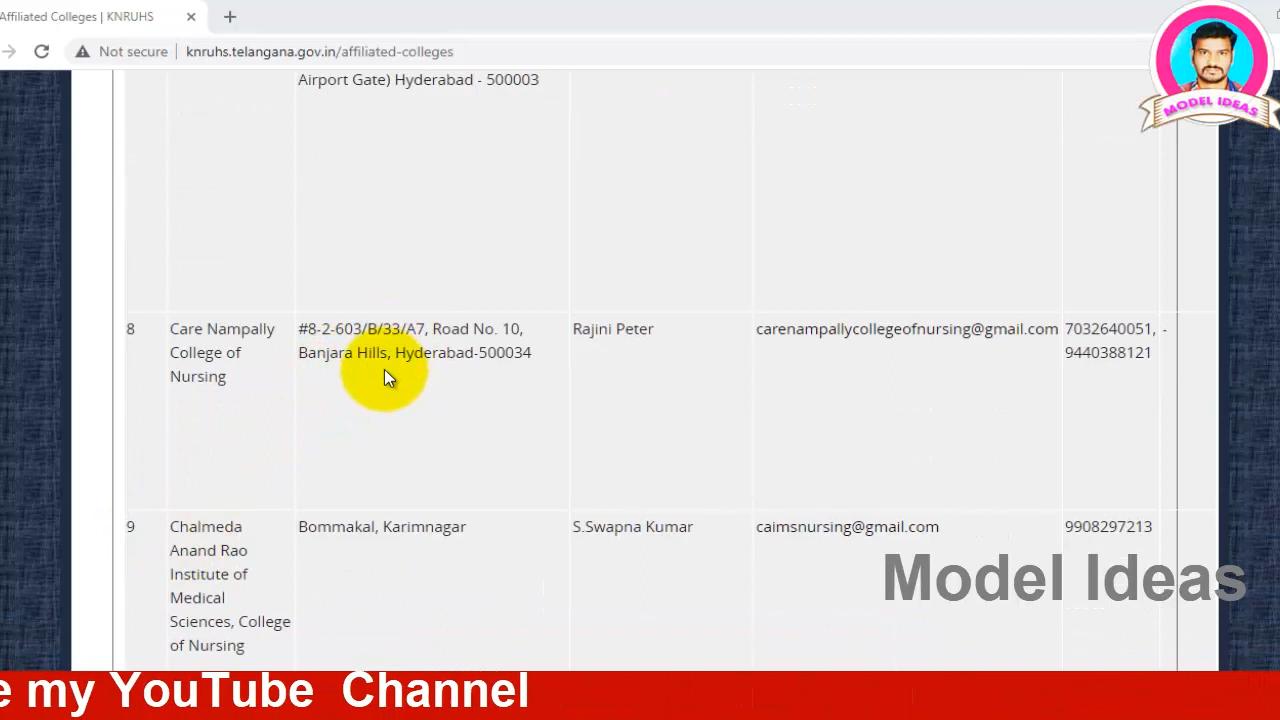 Affiliated Colleges | KNRUHS
Not secure | knruhs.telangana.gov.in/affiliated-colleges
MODEL IDEAS
Airport Gate) Hyderabad - 500003
8 Care Nampally #8-2-603/B/33/A7, Road No. 10, Rajini Peter carenampallycollegeofnursing@gmail.com 7032640051, -
College of Banjara Hills, Hyderabad-500034 9440388121
Nursing
9 Chalmeda Bommakal, Karimnagar S.Swapna Kumar caimsnursing@gmail.com 9908297213
Anand Rao
Institute of
Medical
Sciences, College
of Nursing
Model Ideas
e my YouTube Channel